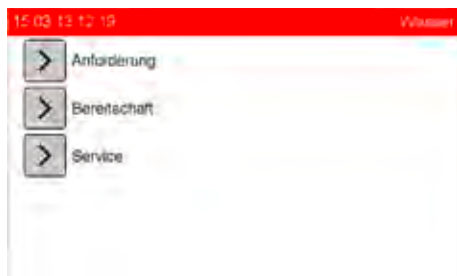 15.03.13 12:19 Wasser
Anforderung
Bereitschaft
Service